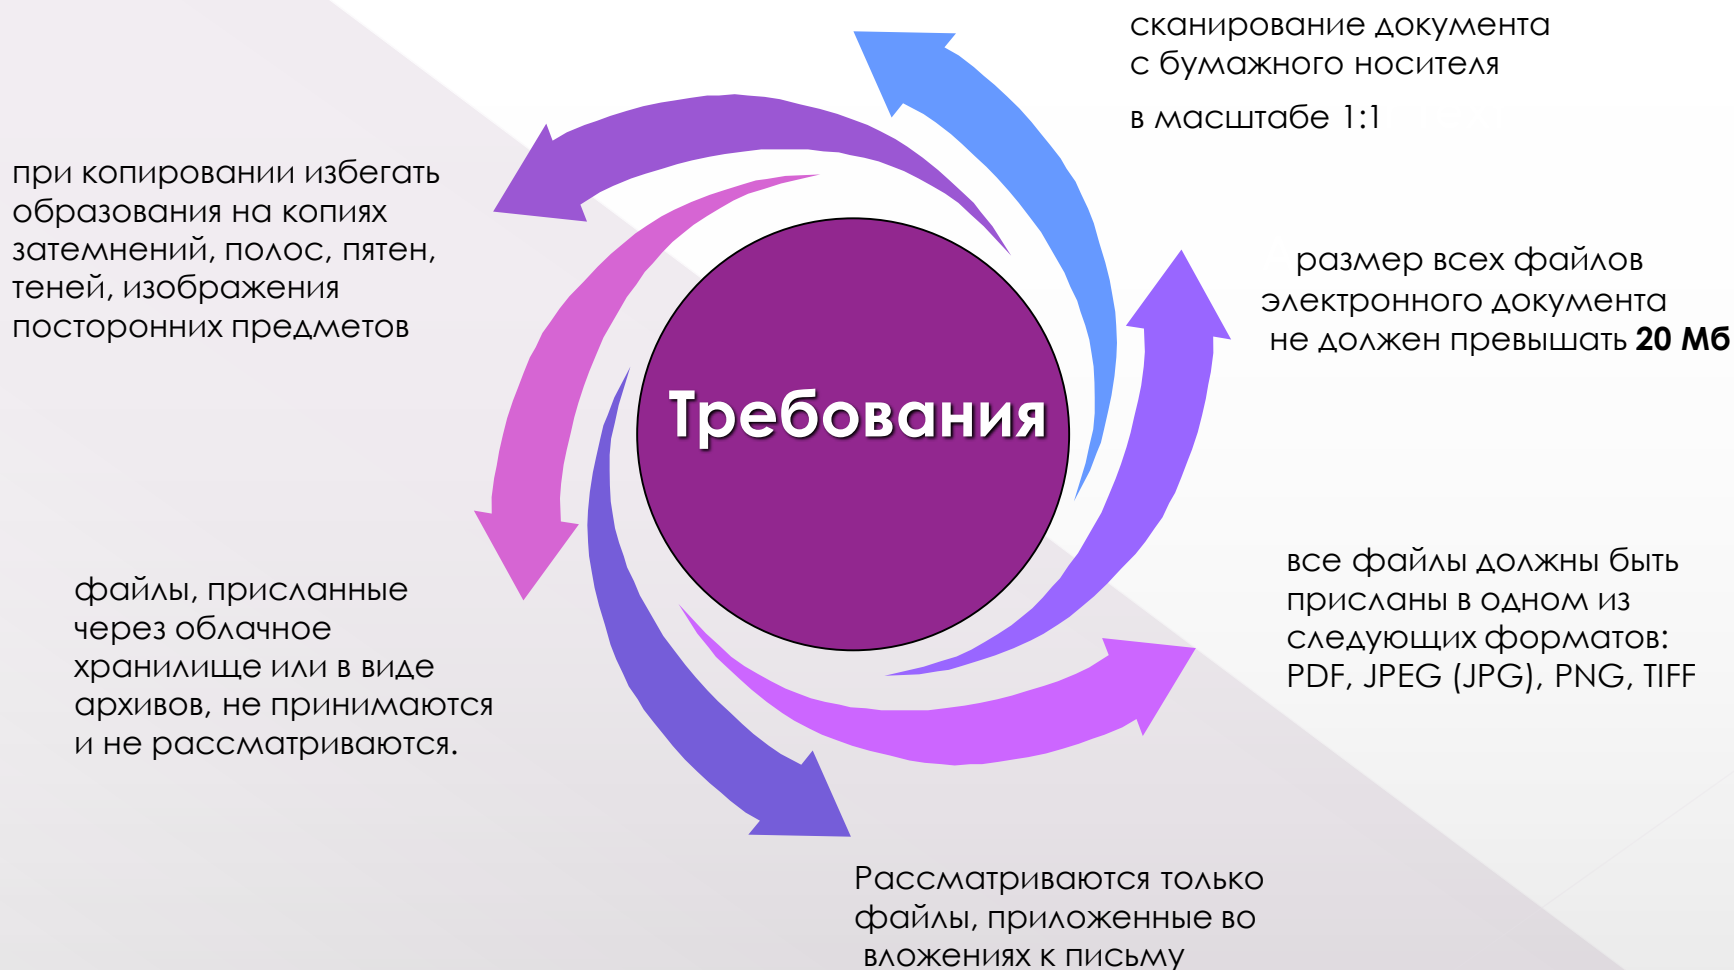 сканирование документа
с бумажного носителя
в масштабе 1:1
при копировании избегать
образования на копиях
затемнений, полос, пятен,
теней, изображения
посторонних предметов
размер всех файлов
электронного документа
не должен превышать 20 Мб
Требования
все файлы должны быть
присланы в одном из
следующих форматов:
PDF, JPEG (JPG), PNG, TIFF
файлы, присланные
через облачное
хранилище или в виде
архивов, не принимаются
и не рассматриваются.
Рассматриваются только
файлы, приложенные во
вложениях к письму